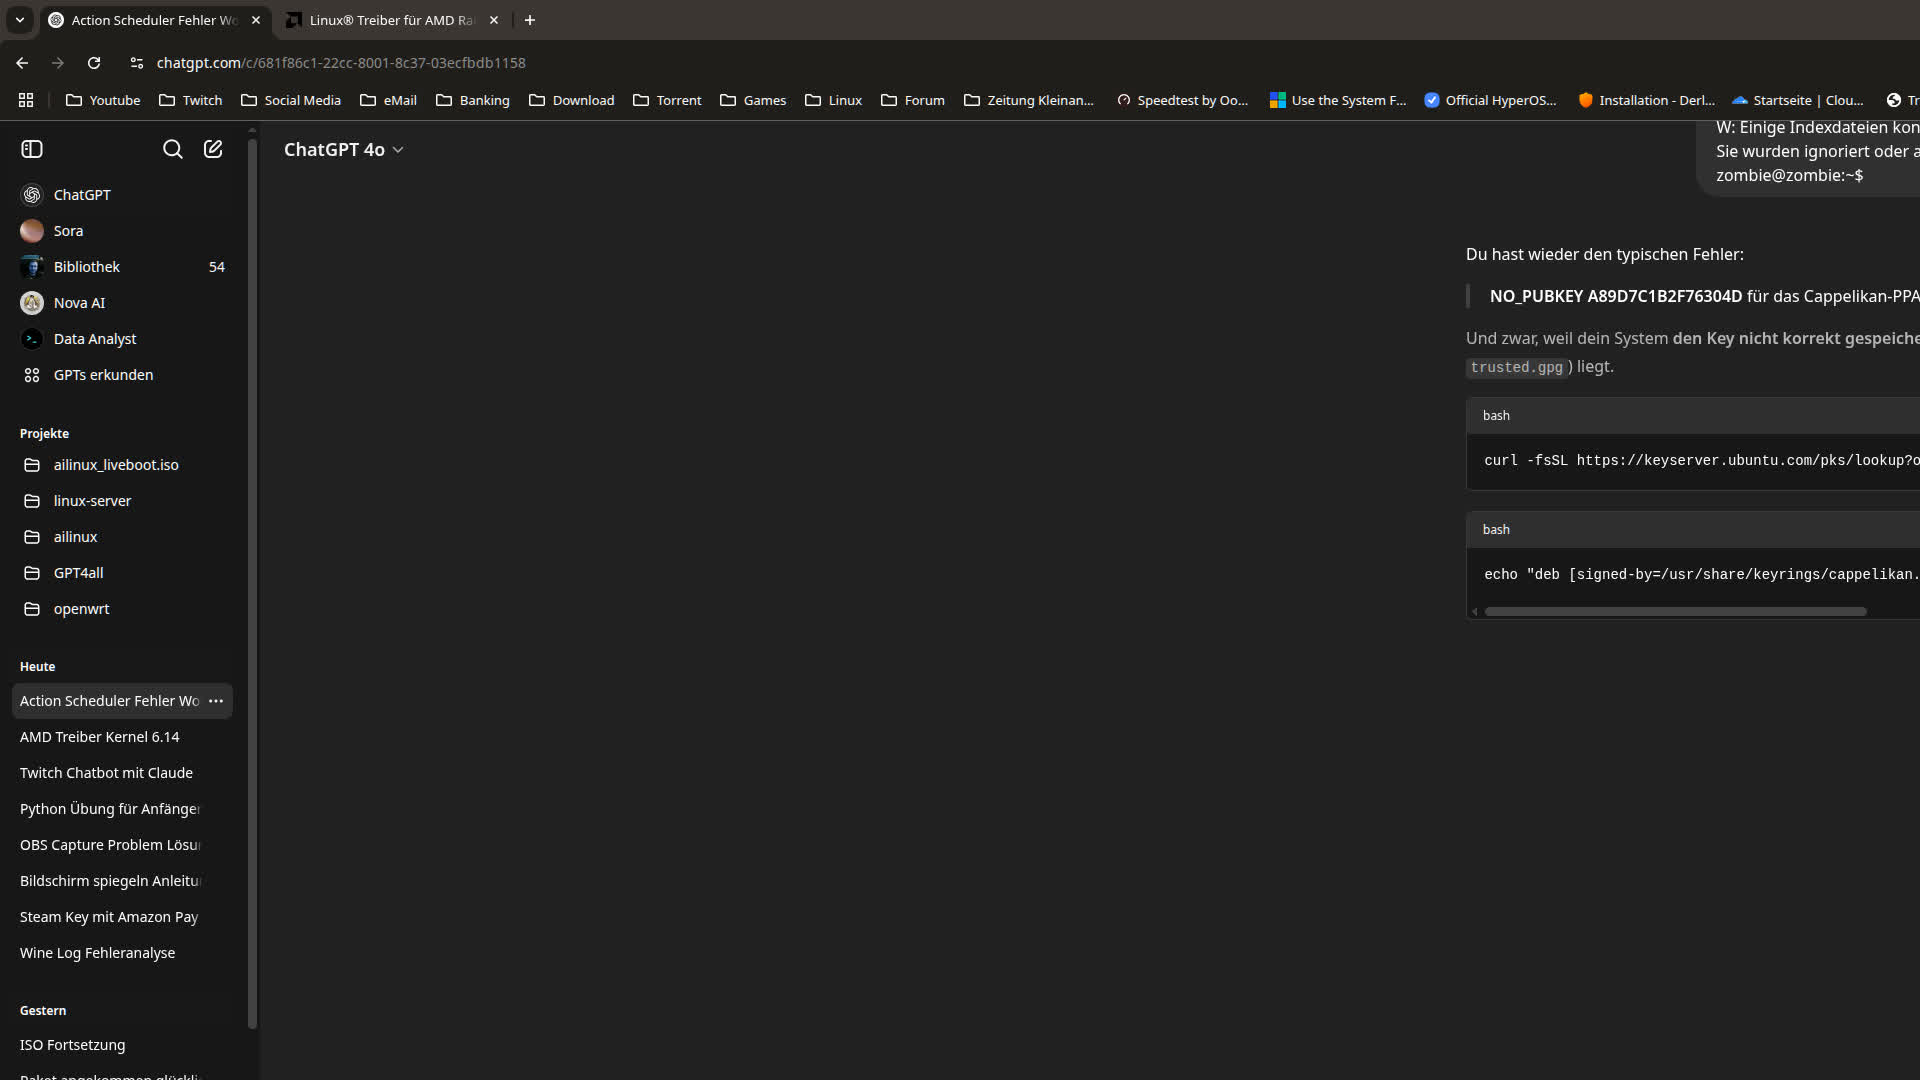 Action Scheduler Fehler Wo
Linux® Treiber für AMD Ra
chatgpt.com/c/681f86c1-22cc-8001-8c37-03ecfbdb1158
Youtube
Twitch
Social Media
eMail
Banking
Download
Torrent
Games
Linux
Forum
Zeitung Kleinan...
Speedtest by Oo...
Use the System F...
Official HyperOS...
Installation - Derl...
Startseite | Clou...
Tr
ChatGPT
Sora
Bibliothek 54
Nova AI
Data Analyst
GPTs erkunden
Projekte
ailinux_liveboot.iso
linux-server
ailinux
GPT4all
openwrt
Heute
Action Scheduler Fehler Wo
AMD Treiber Kernel 6.14
Twitch Chatbot mit Claude
Python Übung für Anfänger
OBS Capture Problem Lösu
Bildschirm spiegeln Anleitu
Steam Key mit Amazon Pay
Wine Log Fehleranalyse
Gestern
ISO Fortsetzung
Paket angekommen glückli
ChatGPT 4o
W: Einige Indexdateien kon
Sie wurden ignoriert oder a
zombie@zombie:~$
Du hast wieder den typischen Fehler:
NO_PUBKEY A89D7C1B2F76304D für das Cappelikan-PPA
Und zwar, weil dein System den Key nicht korrekt gespeiche
trusted.gpg ) liegt.
bash
curl -fsSL https://keyserver.ubuntu.com/pks/lookup?o
bash
echo "deb [signed-by=/usr/share/keyrings/cappelikan.